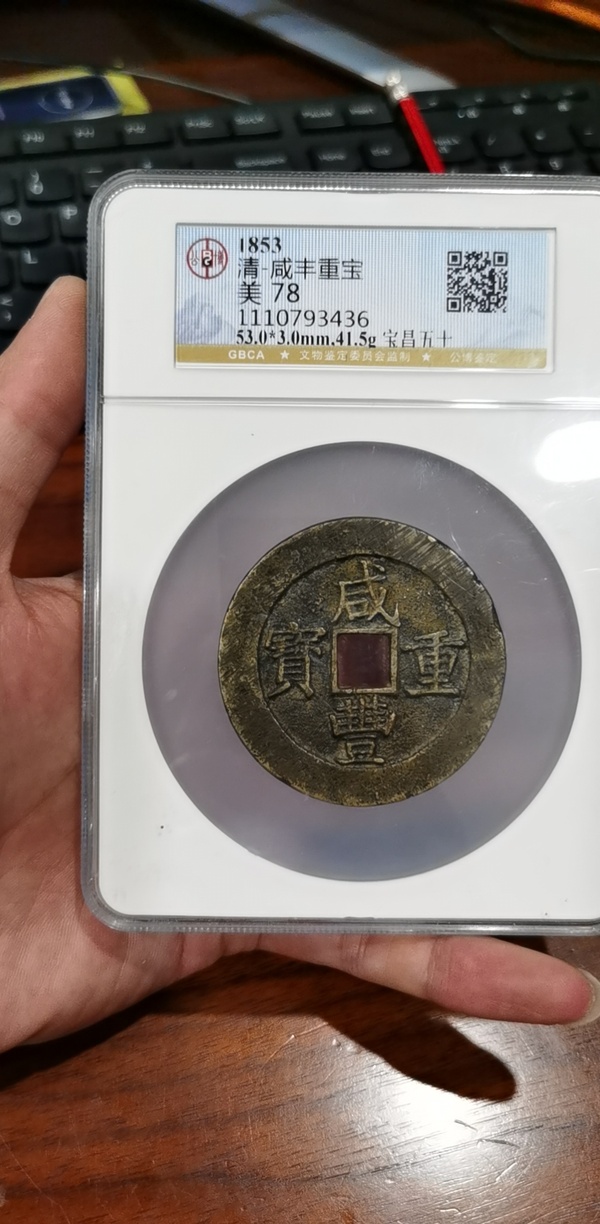 1853
清-咸丰重宝
美 78
1110793436
53.0*3.0mm,41.5g 宝昌五十
GBCA ★ 文物鉴定委员会监制 ★ 公博鉴定
咸
寶 重
豐